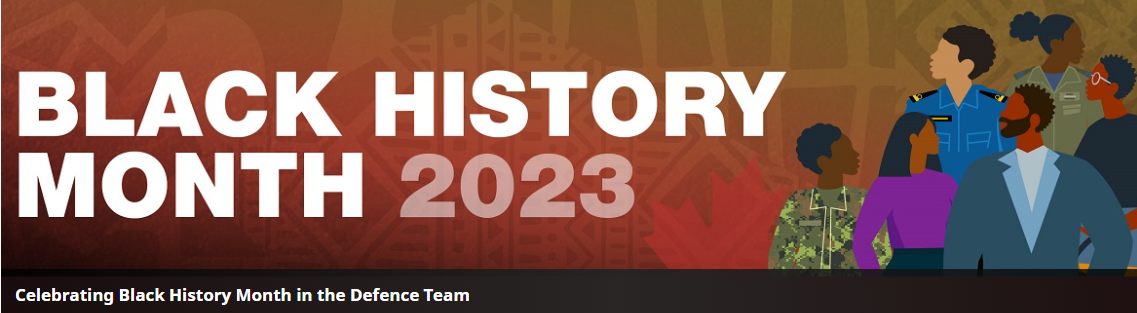 BLACK HISTORY
MONTH 2023
Celebrating Black History Month in the Defence Team